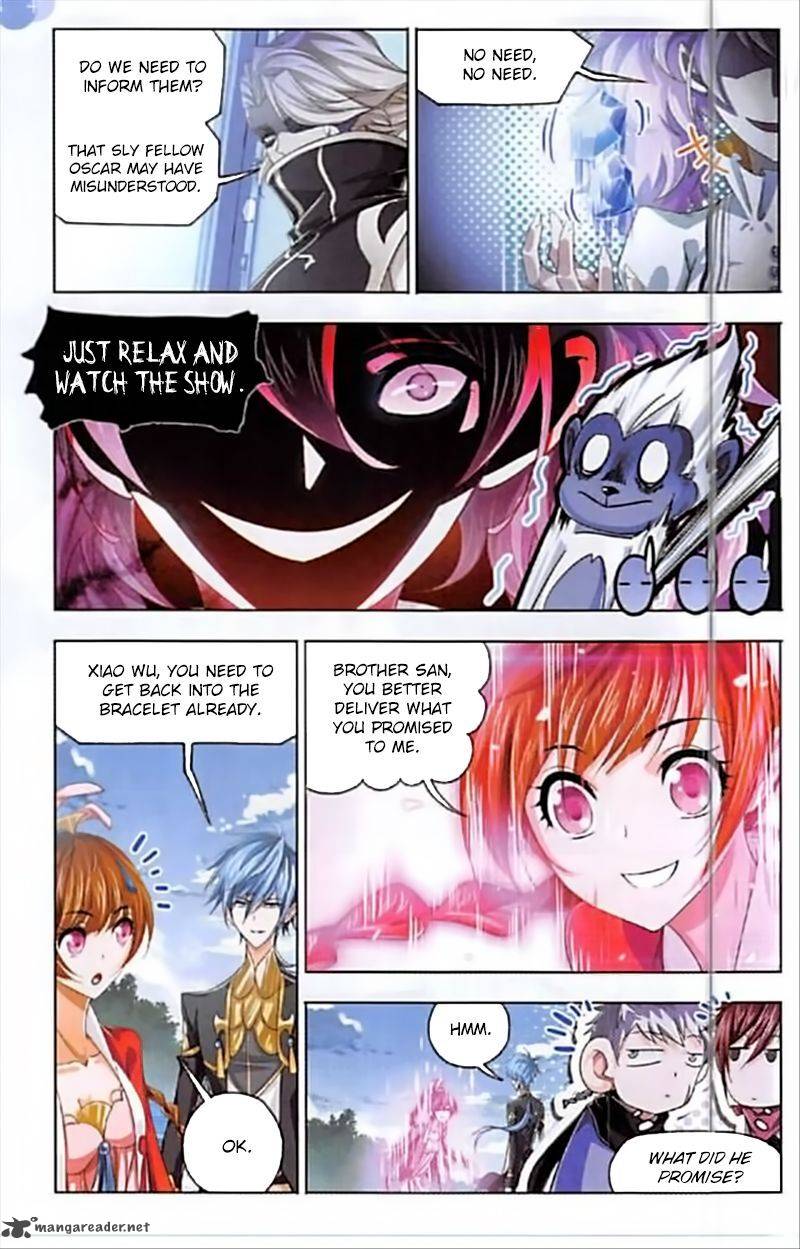 DO WE NEED TO
INFORM THEM?
THAT SLY FELLOW
OSCAR MAY HAVE
MISUNDERSTOOD.
NO NEED,
NO NEED.
JUST RELAX AND
WATCH THE SHOW.
XIAO WU, YOU NEED TO
GET BACK INTO THE
BRACELET ALREADY.
OK.
BROTHER SAN,
YOU BETTER
DELIVER WHAT
YOU PROMISED
TO ME.
HMM.
WHAT DID HE
PROMISE?
mangareader.net